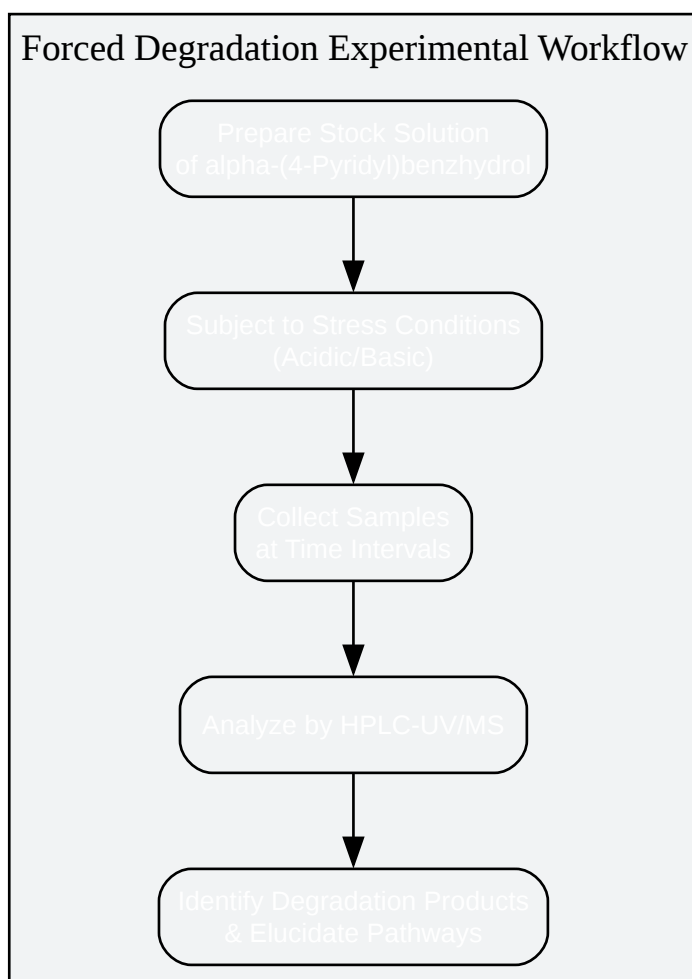 Forced Degradation Experimental Workflow
Prepare Stock Solution
of alpha-(4-Pyridyl)benzhydrol
Subject to Stress Conditions
(Acidic/Basic)
Collect Samples
at Time Intervals
Analyze by HPLC-UV/MS
Identify Degradation Products
& Elucidate Pathways